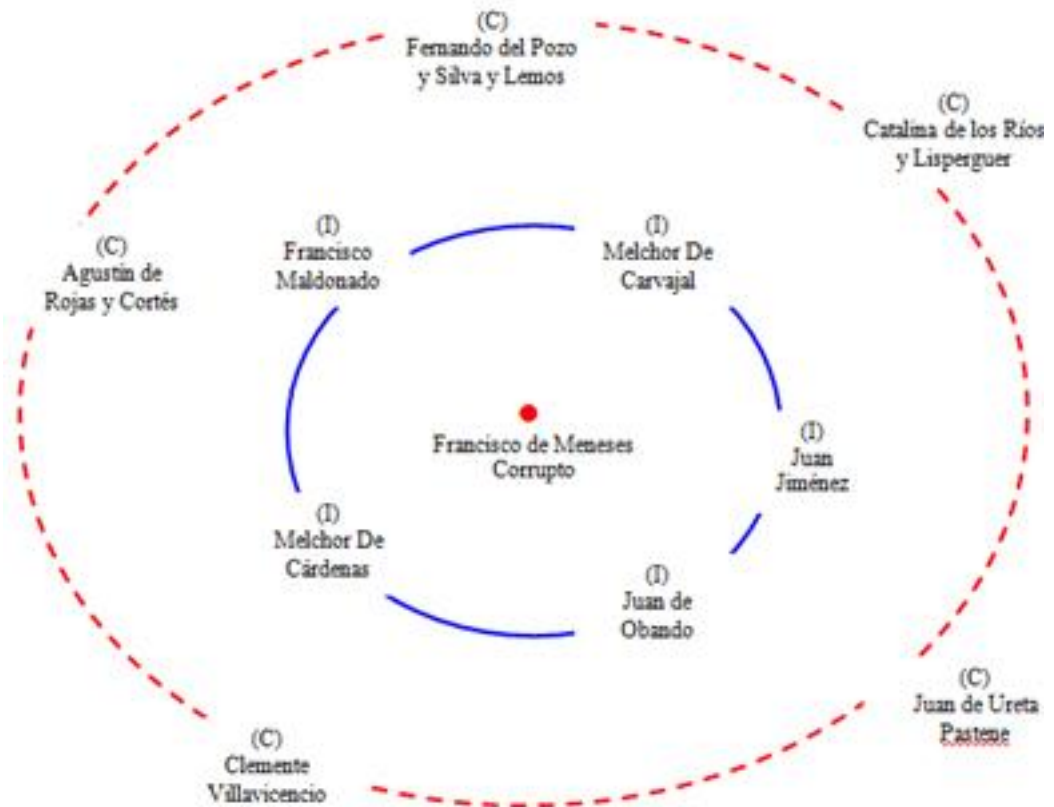 (C)
Fernando del Pozo
y Silva y Lemos
(C)
Catalina de los Ríos
y Lisperguer
(I)
Francisco
Maldonado
(I)
Melchor De
Carvajal
(C)
Agustín de
Rojas y Cortés
Francisco de Meneses
Corrupto
(I)
Juan
Jiménez
(I)
Melchor De
Cárdenas
(I)
Juan de
Obando
(C)
Juan de Ureta
Pastene
(C)
Clemente
Villavicencio